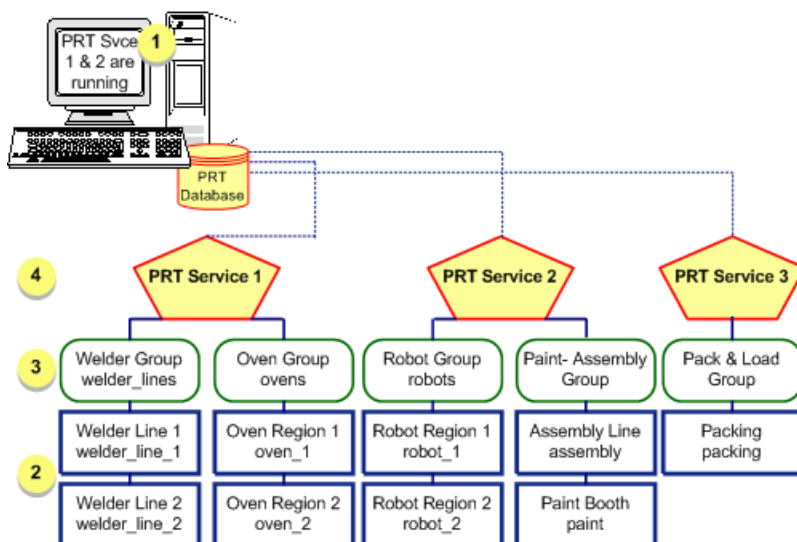 PRT Svce
1 & 2 are
running
1
PRT
Database
4
PRT Service 1
PRT Service 2
PRT Service 3
3
Welder Group
welder_lines
Oven Group
ovens
Robot Group
robots
Paint- Assembly
Group
Pack & Load
Group
2
Welder Line 1
welder_line_1
Oven Region 1
oven_1
Robot Region 1
robot_1
Assembly Line
assembly
Packing
packing
Welder Line 2
welder_line_2
Oven Region 2
oven_2
Robot Region 2
robot_2
Paint Booth
paint